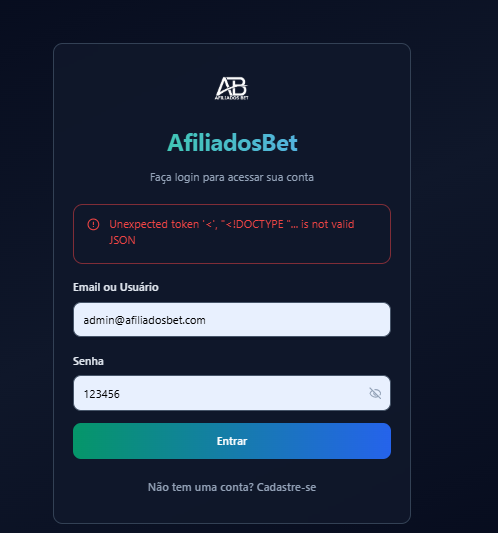 AB
AFILIADOS BET
AfiliadosBet
Faça login para acessar sua conta
Unexpected token '<', "<!DOCTYPE "... is not valid
JSON
Email ou Usuário
admin@afiliadosbet.com
Senha
123456
Entrar
Não tem uma conta? Cadastre-se